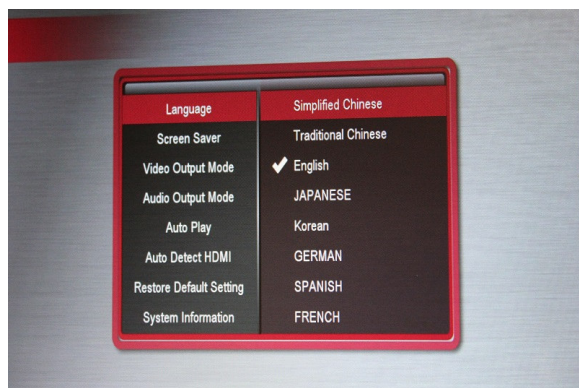 Language
Screen Saver
Video Output Mode
Audio Output Mode
Auto Play
Auto Detect HDMI
Restore Default Setting
System Information
Simplified Chinese
Traditional Chinese
English
JAPANESE
Korean
GERMAN
SPANISH
FRENCH